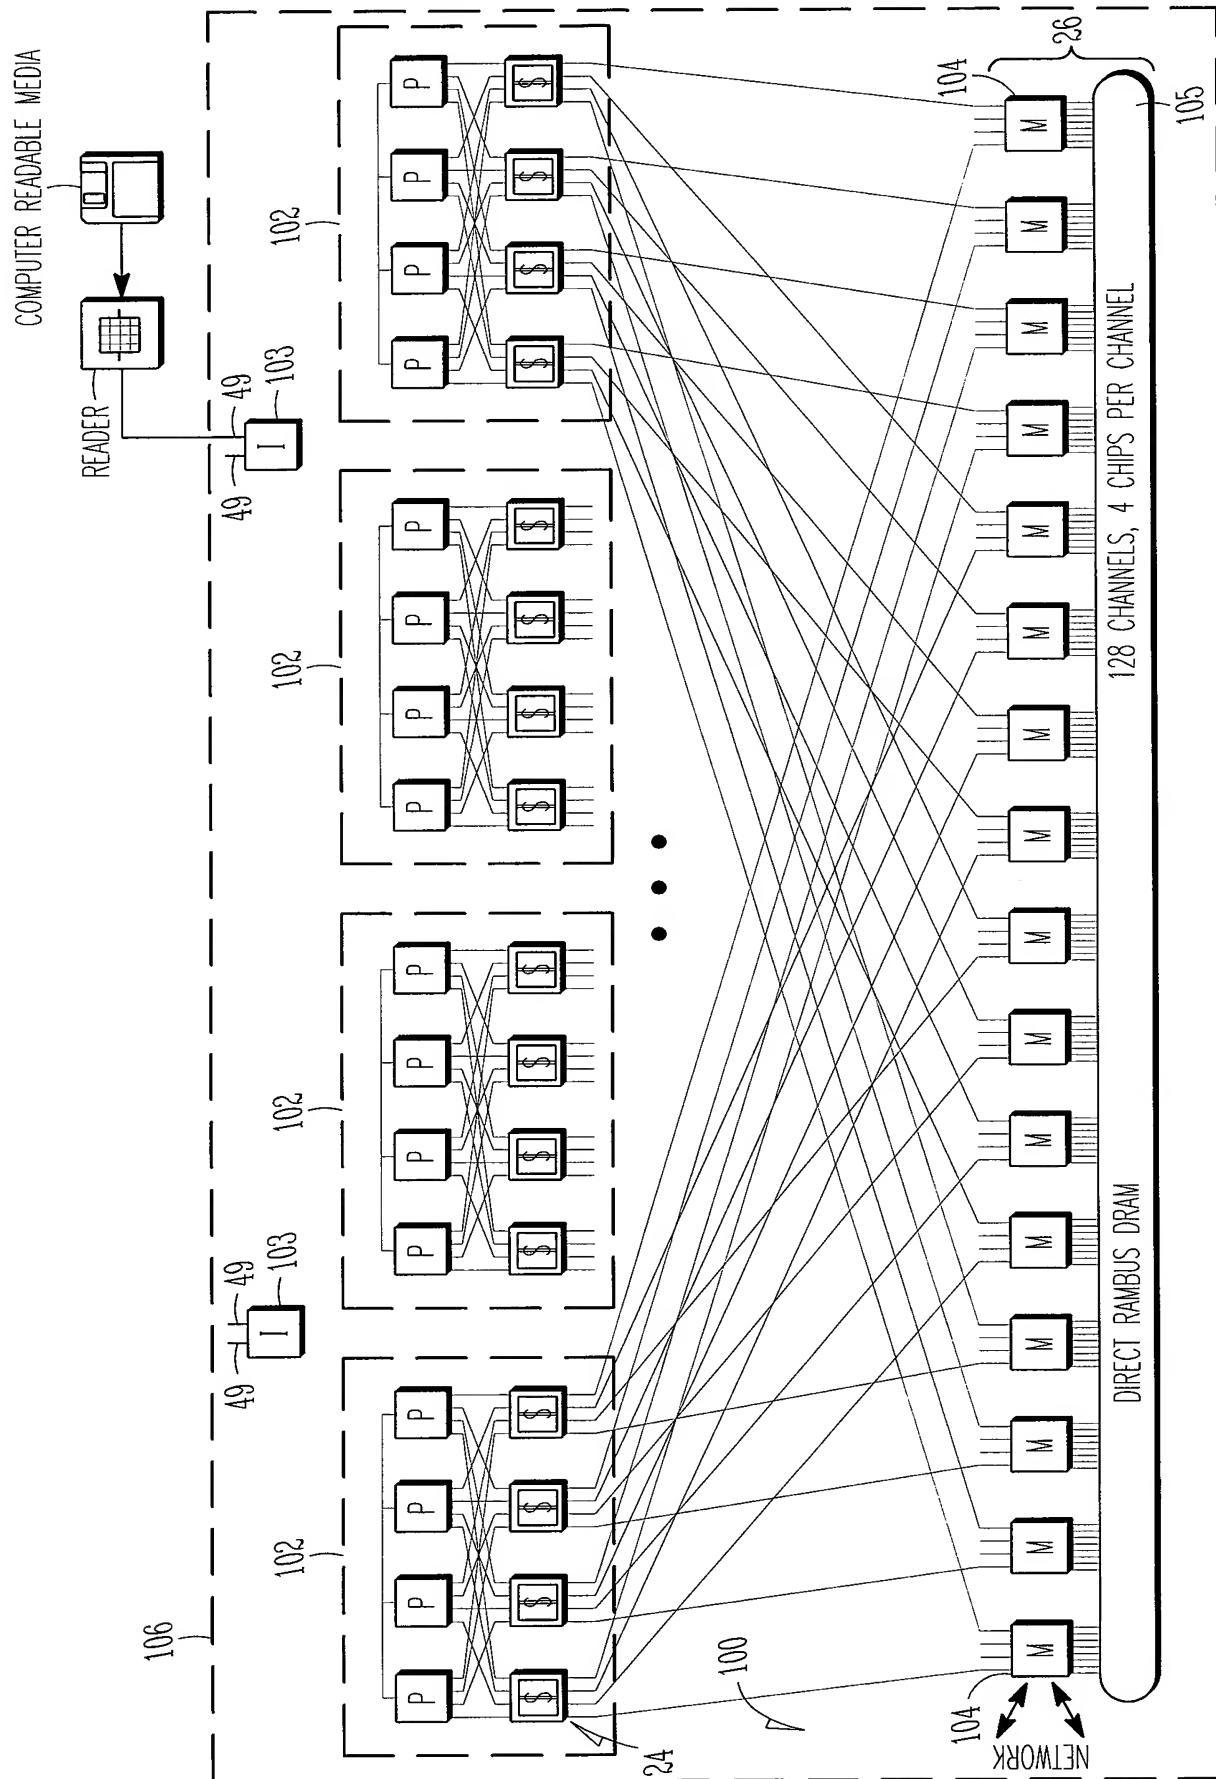 COMPUTER READABLE MEDIA
READER
106
49 49 49 49
I 103 I 103
102 102 102 102
P P P P P P P P P P P P P P P P
$ $ $ $ $ $ $ $ $ $ $ $ $ $ $ $
24
100
104 104
NETWORK M M M M M M M M M M M M M M M M 26
DIRECT RAMBUS DRAM 128 CHANNELS, 4 CHIPS PER CHANNEL
105